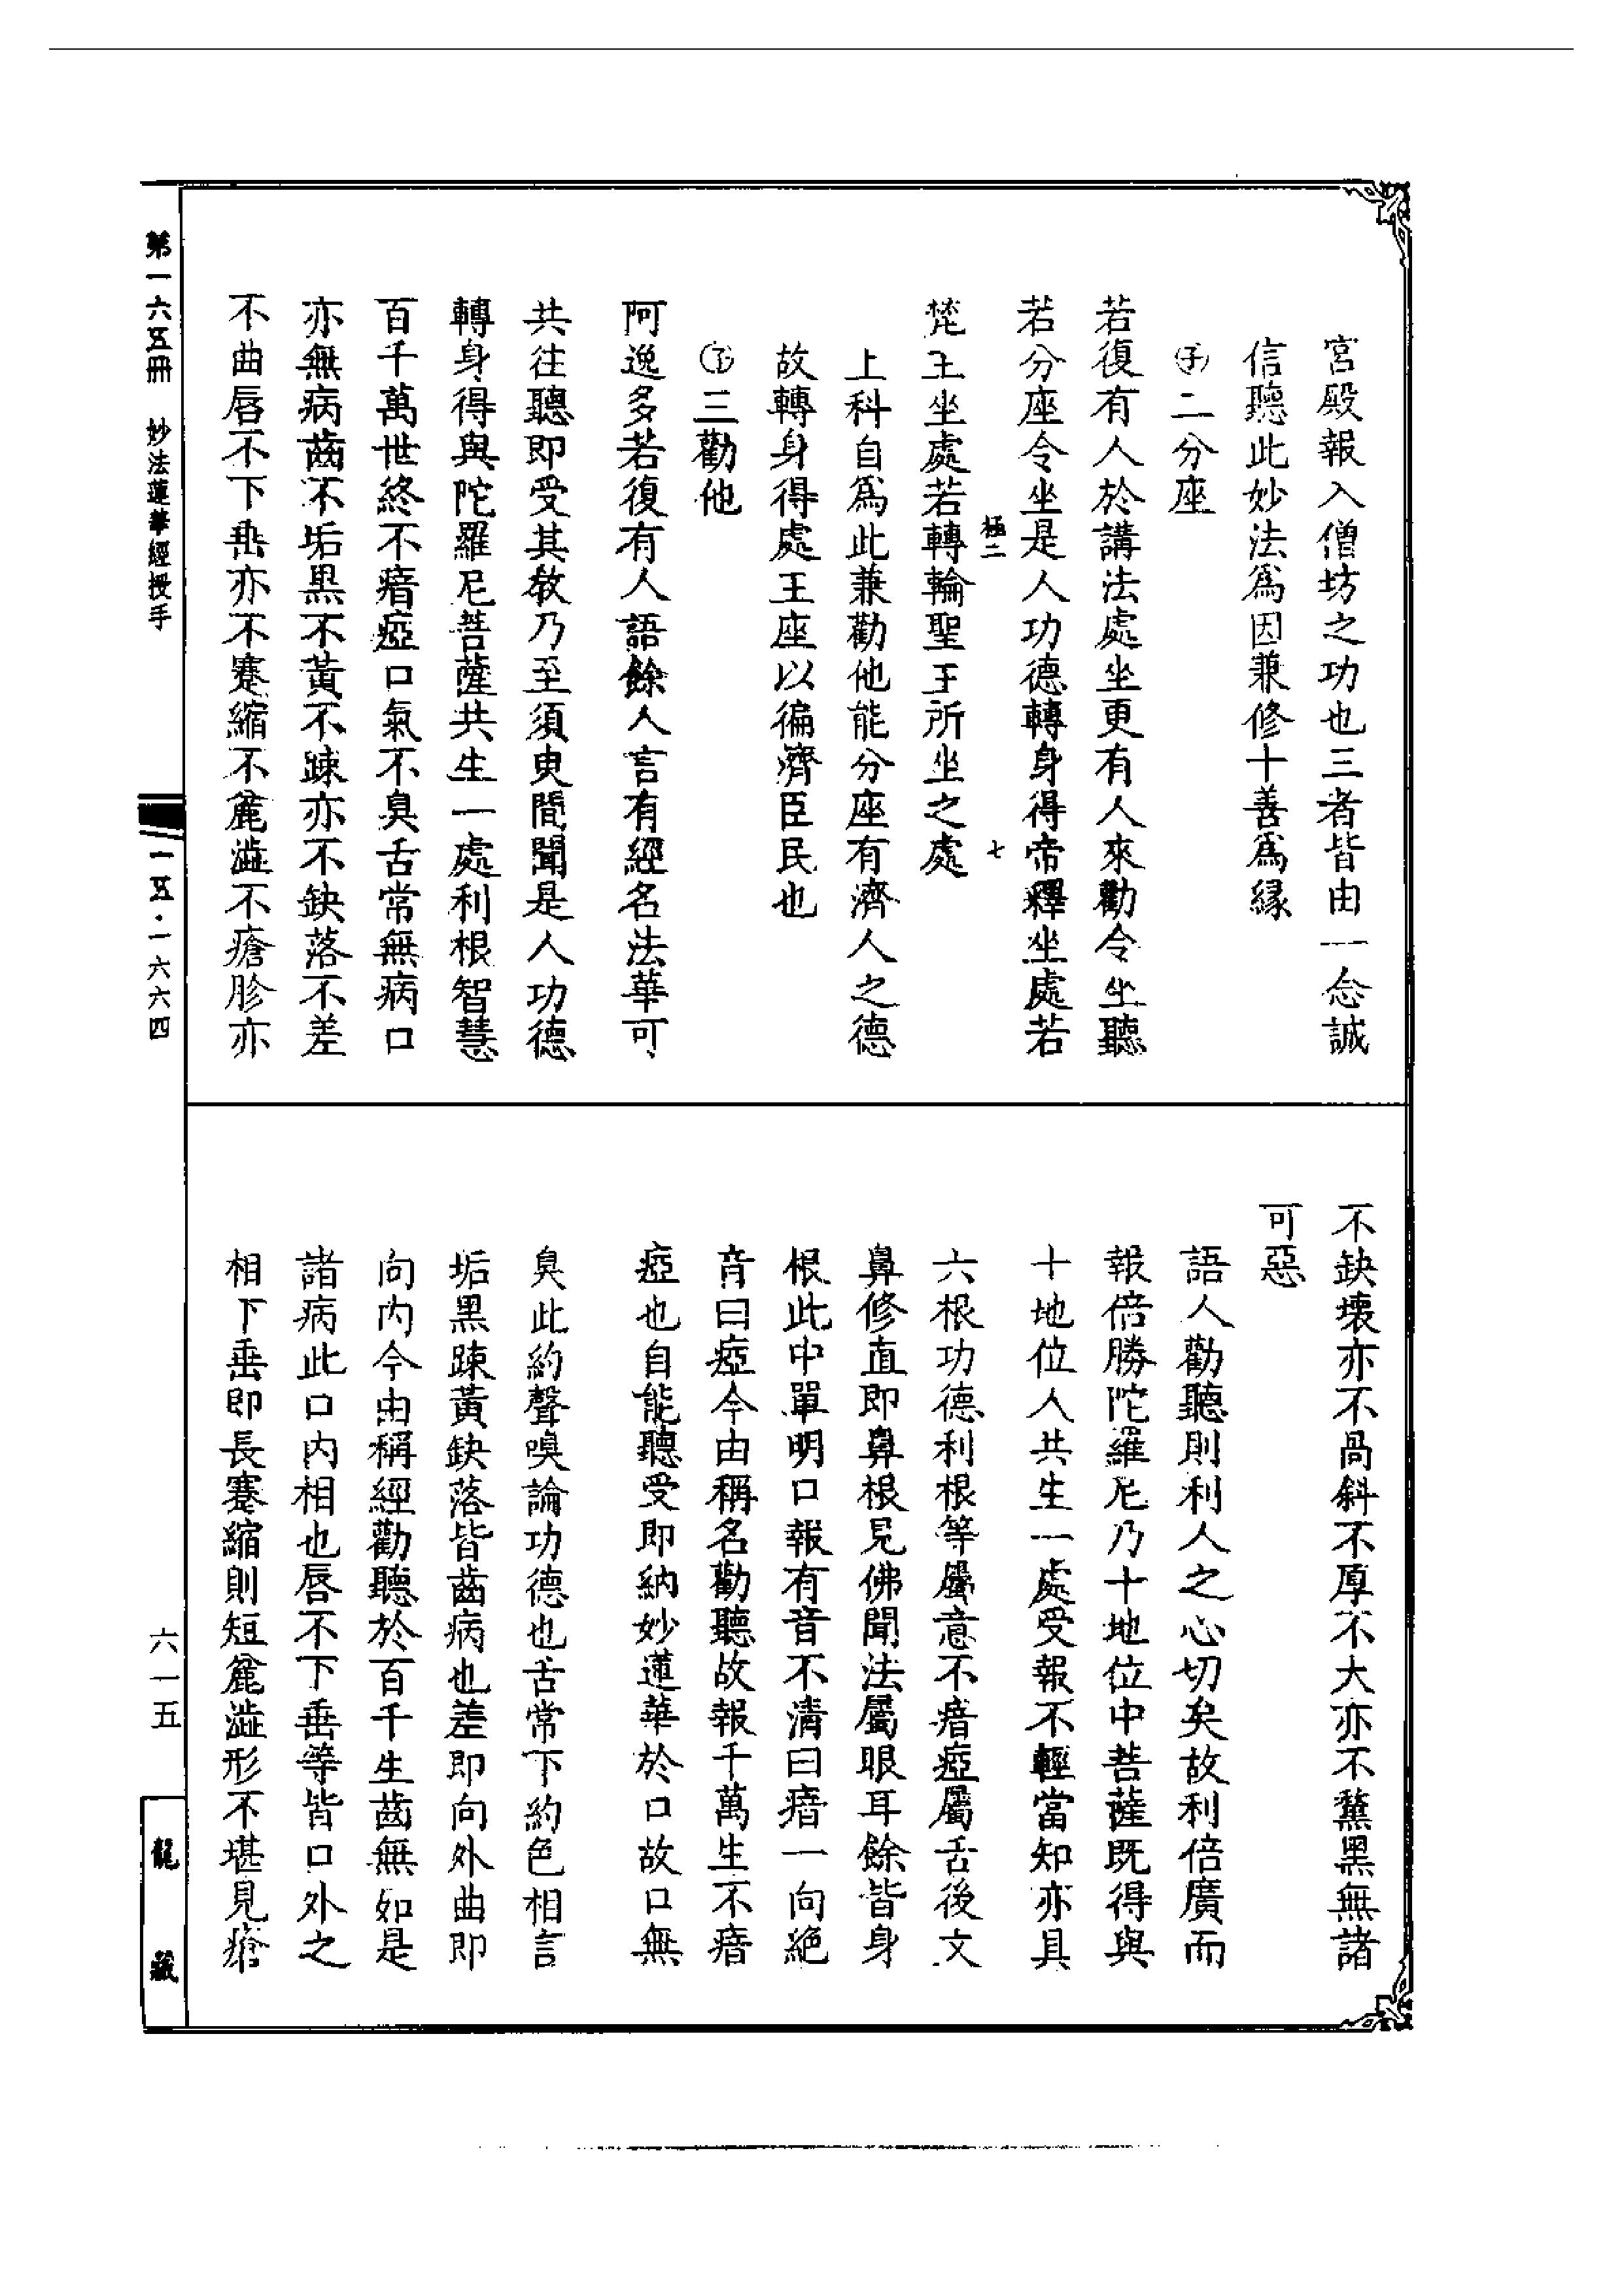 宮殿報入僧坊之功也三者皆由一念誠
信聽此妙法爲因兼修十善爲緣
㊛二分座
若復有人於講法處坐更有人來勸令坐聽
若分座令坐是人功德轉身得帝釋坐處若
極二
七
梵王坐處若轉輪聖王所坐之處
上科自爲此兼勸他能分座有濟人之德
故轉身得處王座以徧濟臣民也
三勸他
阿逸多若復有人語餘人言有經名法華可
共往聽即受其敎乃至須臾間聞是人功德
轉身得與陀羅尼菩薩共生一處利根智慧
百千萬世終不瘖瘂口氣不臭舌常無病口
亦無病齒不垢黒不黃不踈亦不缺落不差
不曲唇不下垂亦不褰縮不麄澁不瘡胗亦
不缺壞亦不咼斜不厚不大亦不黧黑無諸
可惡
語人勸聽則利人之心切矣故利倍廣而
報倍勝陀羅尼乃十地位中菩薩既得與
十地位人共生一處受報不輕當知亦具
六根功德利根等屬意不瘖瘂屬舌後文
鼻修直即鼻根見佛聞法屬眼耳餘皆身
根此中單明口報有音不清曰瘖一向絕
音曰瘂今由稱名勸聽故報千萬生不瘖
瘂也自能聽受即納妙蓮華於口故口無
臭此約聲嗅論功德也舌常下約色相言
垢黑踈黃缺落皆齒病也差即向外曲即
向內今由稱經勸聽於百千生齒無如是
諸病此口內相也唇不下垂等皆口外之
相下垂即長褰縮則短麄澁形不堪見瘡
第一六五冊　妙法蓮華經授手
一五·一六六四
六一五
龍藏